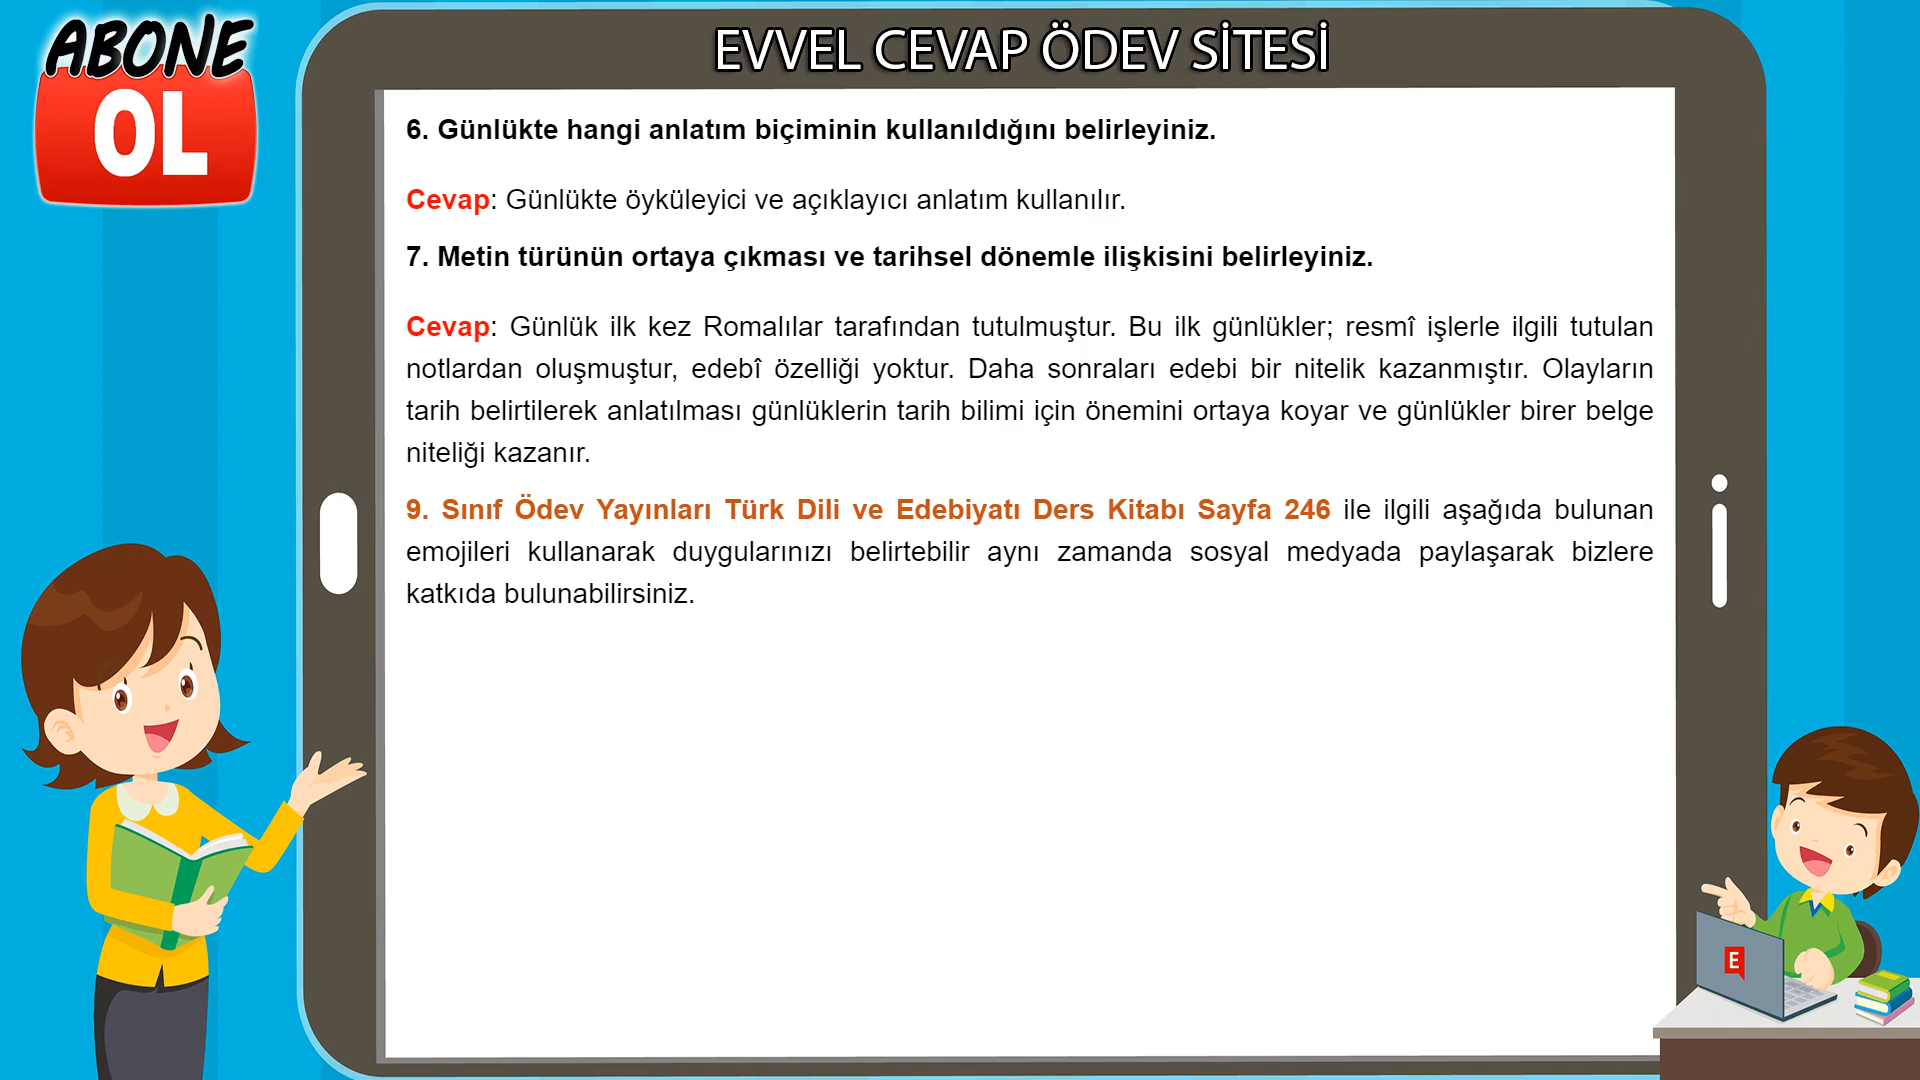 ABONE
OL
EVVEL CEVAP ÖDEV SİTESİ
6. Günlükte hangi anlatım biçiminin kullanıldığını belirleyiniz.
Cevap: Günlükte öyküleyici ve açıklayıcı anlatım kullanılır.
7. Metin türünün ortaya çıkması ve tarihsel dönemle ilişkisini belirleyiniz.
Cevap: Günlük ilk kez Romalılar tarafından tutulmuştur. Bu ilk günlükler; resmî işlerle ilgili tutulan
notlardan oluşmuştur, edebî özelliği yoktur. Daha sonraları edebi bir nitelik kazanmıştır. Olayların
tarih belirtilerek anlatılması günlüklerin tarih bilimi için önemini ortaya koyar ve günlükler birer belge
niteliği kazanır.
9. Sınıf Ödev Yayınları Türk Dili ve Edebiyatı Ders Kitabı Sayfa 246 ile ilgili aşağıda bulunan
emojileri kullanarak duygularınızı belirtebilir aynı zamanda sosyal medyada paylaşarak bizlere
katkıda bulunabilirsiniz.
E